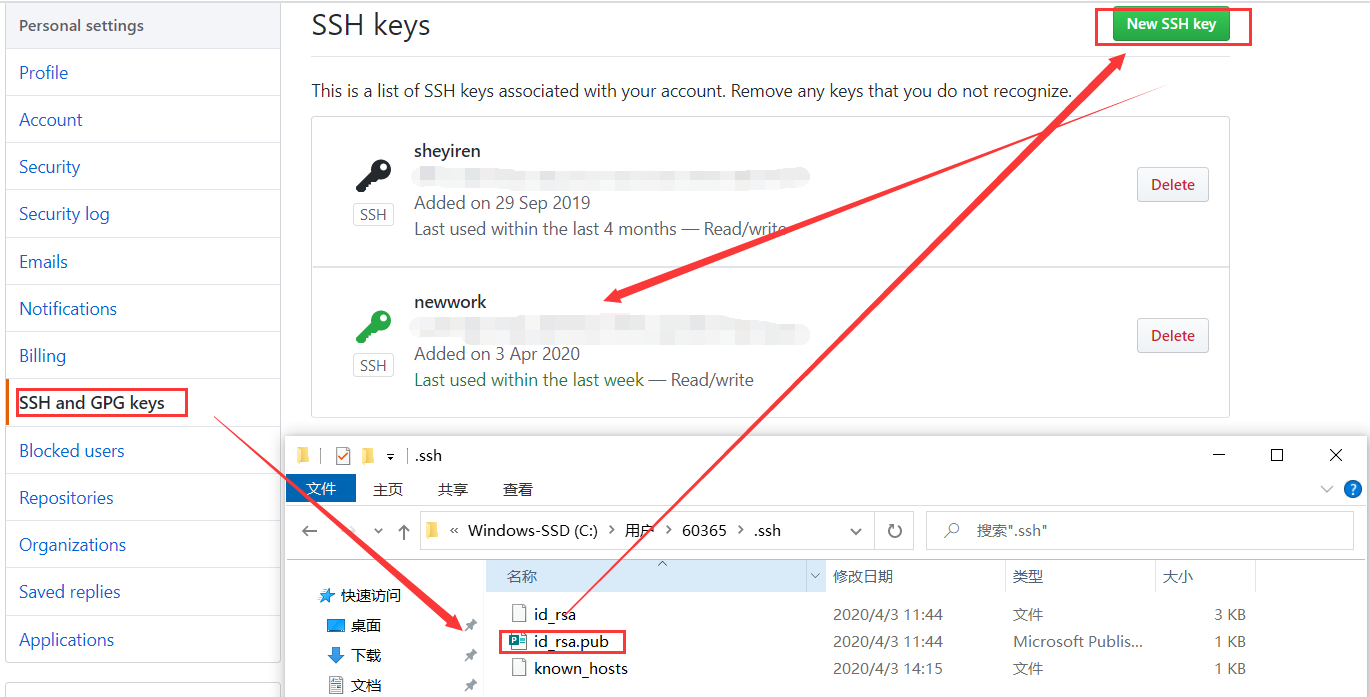 Personal settings
Profile
Account
Security
Security log
Emails
Notifications
Billing
SSH and GPG keys
Blocked users
Repositories
Organizations
Saved replies
Applications
SSH keys
New SSH key
This is a list of SSH keys associated with your account. Remove any keys that you do not recognize.
sheyiren
SSH
Added on 29 Sep 2019
Last used within the last 4 months — Read/write
Delete
newwork
SSH
Added on 3 Apr 2020
Last used within the last week — Read/write
Delete
.ssh
文件 主页 共享 查看
« Windows-SSD (C:) > 用户 > 60365 > .ssh
搜索".ssh"
快速访问
桌面
下载
文档
名称 修改日期 类型 大小
id_rsa 2020/4/3 11:44 文件 3 KB
id_rsa.pub 2020/4/3 11:44 Microsoft Publis... 1 KB
known_hosts 2020/4/3 14:15 文件 1 KB